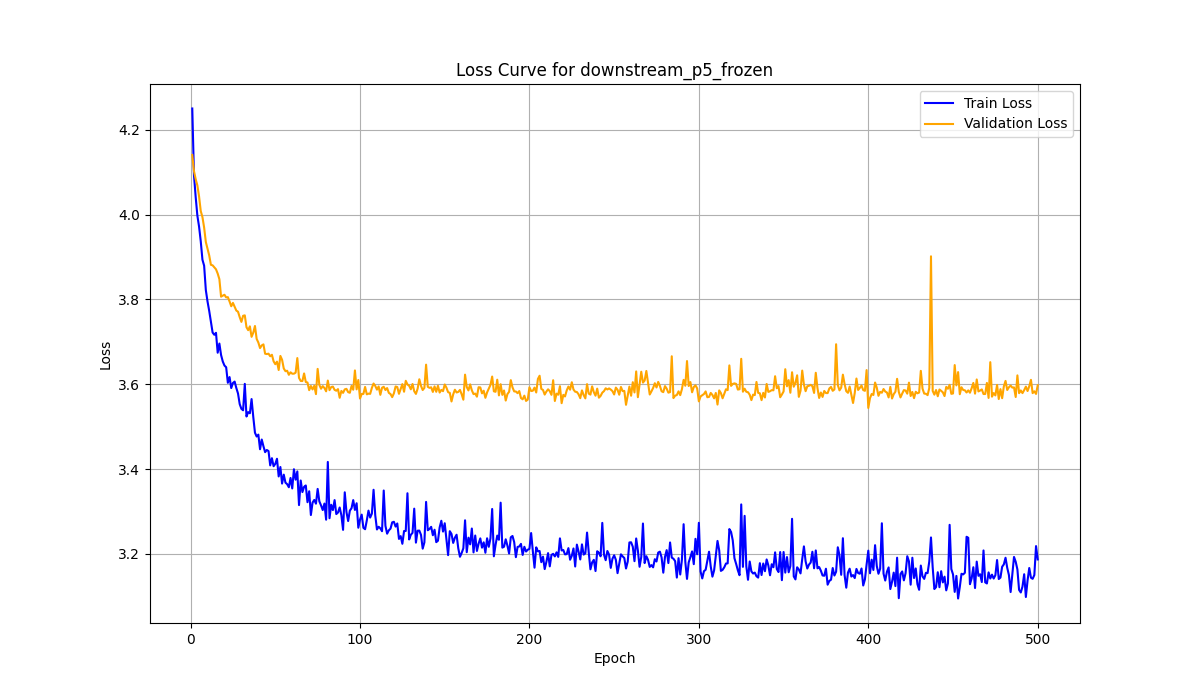 Loss Curve for downstream_p5_frozen
Train Loss
Validation Loss
Loss
4.2
4.0
3.8
3.6
3.4
3.2
0
100
200
300
400
500
Epoch